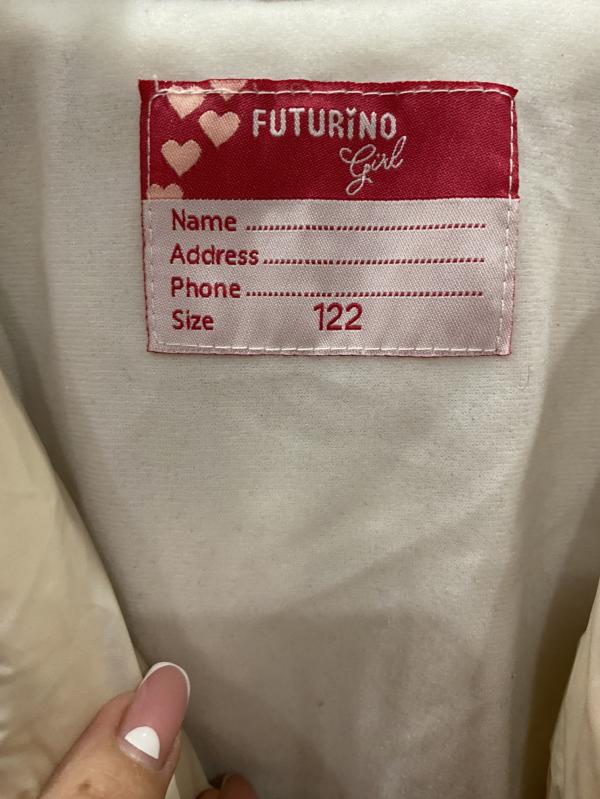 FUTURINO
Girl
Name ........................................
Address ....................................
Phone .......................................
Size 122